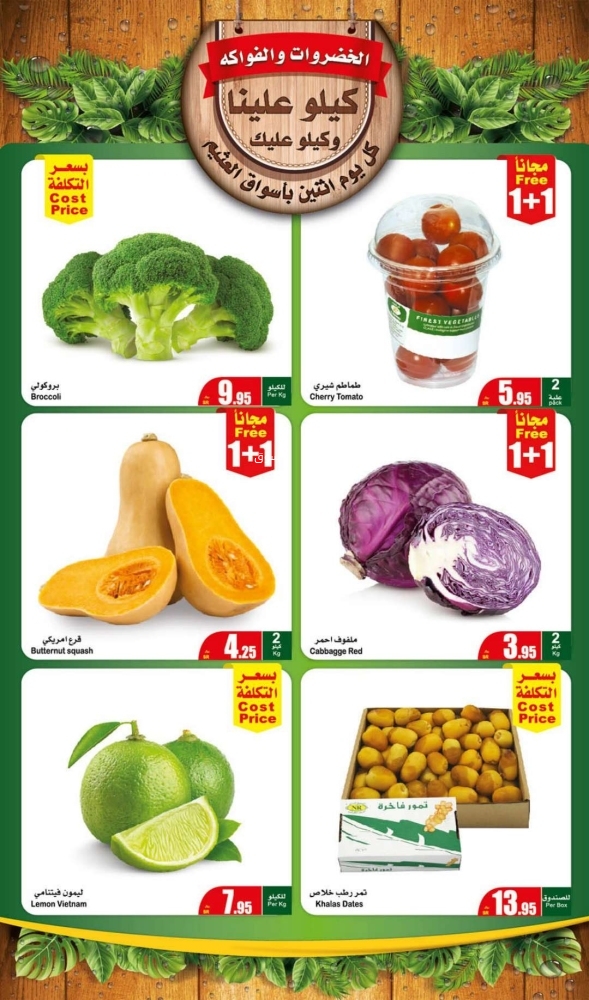 الخضروات والفواكه
كيلو علينا
وكيلو عليك
كل يوم اثنين بأسواق العثيم
بسعر
التكلفة
Cost
Price
بروكولي
Broccoli
9.95
للكيلو
Per Kg
مجاناً
Free
1+1
FINEST VEGETABLES
طماطم شيري
Cherry Tomato
5.95
2
علبة
pack
مجاناً
Free
1+1
قرع امريكي
Butternut squash
4.25
2
كيلو
Kg
مجاناً
Free
1+1
ملفوف احمر
Cabbagge Red
3.95
2
كيلو
Kg
بسعر
التكلفة
Cost
Price
ليمون فيتنامي
Lemon Vietnam
7.95
للكيلو
Per Kg
بسعر
التكلفة
Cost
Price
تمور فاخرة
تمر رطب خلاص
Khalas Dates
13.95
للصندوق
Per Box